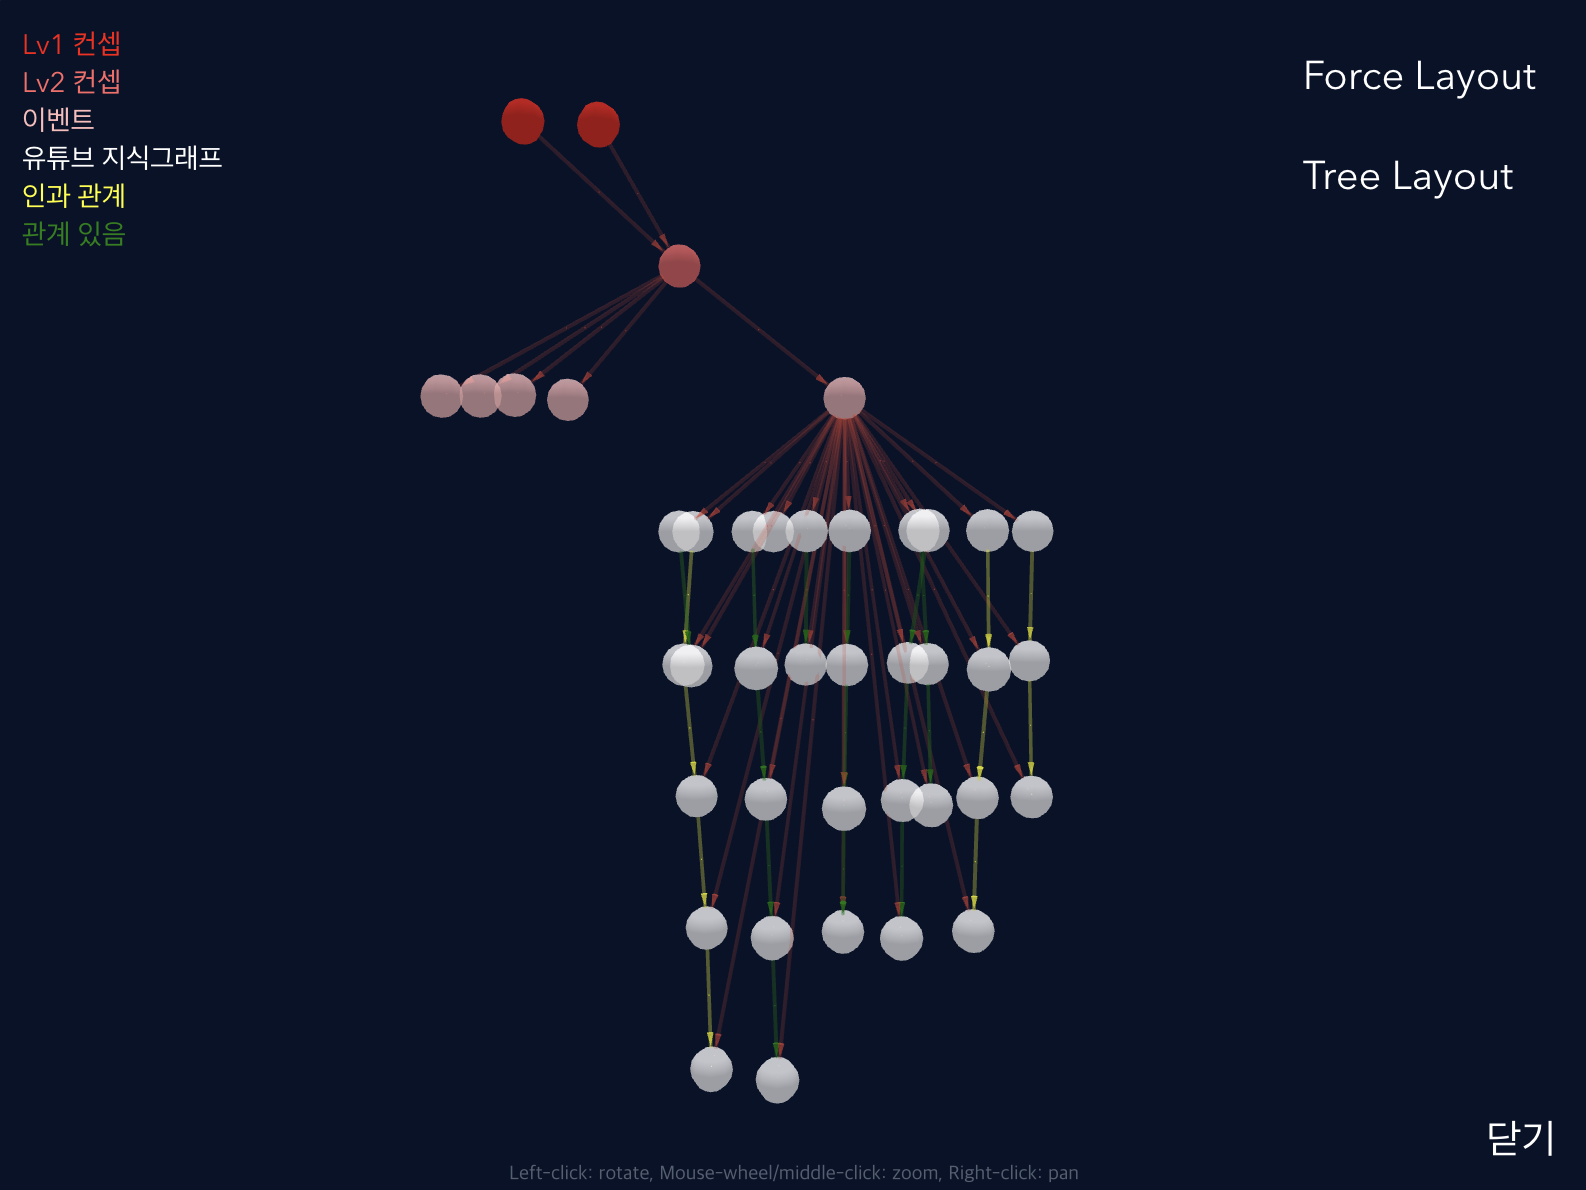 Lv1 컨셉
Lv2 컨셉
이벤트
유튜브 지식그래프
인과 관계
관계 있음
Force Layout
Tree Layout
닫기
Left-click: rotate, Mouse-wheel/middle-click: zoom, Right-click: pan